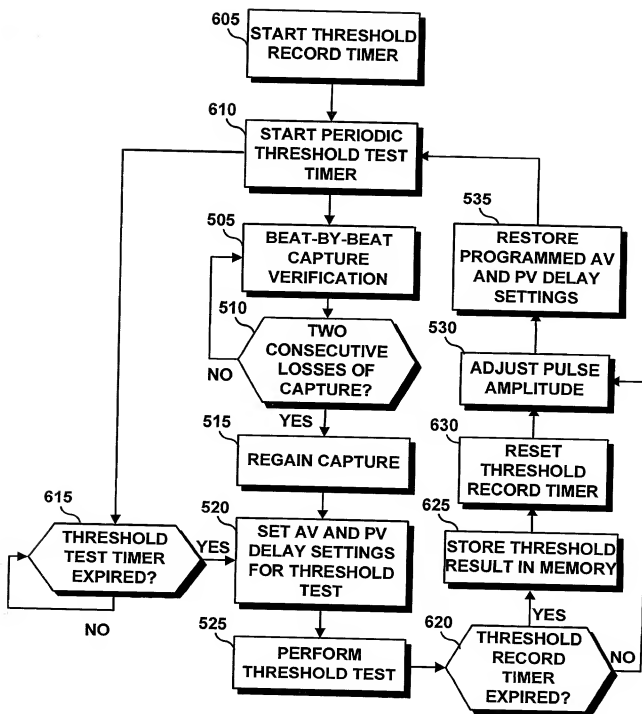 605
START THRESHOLD
RECORD TIMER
610
START PERIODIC
THRESHOLD TEST
TIMER
505
BEAT-BY-BEAT
CAPTURE
VERIFICATION
510
TWO
CONSECUTIVE
LOSSES OF
CAPTURE?
NO
YES
515
REGAIN CAPTURE
615
THRESHOLD
TEST TIMER
EXPIRED?
YES
NO
520
SET AV AND PV
DELAY SETTINGS
FOR THRESHOLD
TEST
525
PERFORM
THRESHOLD TEST
620
THRESHOLD
RECORD
TIMER
EXPIRED?
YES
NO
625
STORE THRESHOLD
RESULT IN MEMORY
630
RESET
THRESHOLD
RECORD TIMER
530
ADJUST PULSE
AMPLITUDE
535
RESTORE
PROGRAMMED AV
AND PV DELAY
SETTINGS